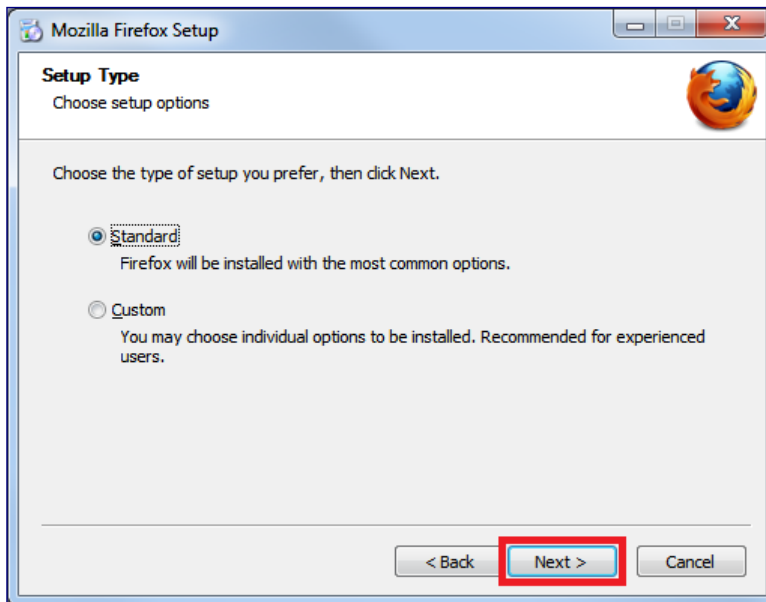 Mozilla Firefox Setup
Setup Type
Choose setup options
Choose the type of setup you prefer, then click Next.
Standard
Firefox will be installed with the most common options.
Custom
You may choose individual options to be installed. Recommended for experienced
users.
< Back
Next >
Cancel